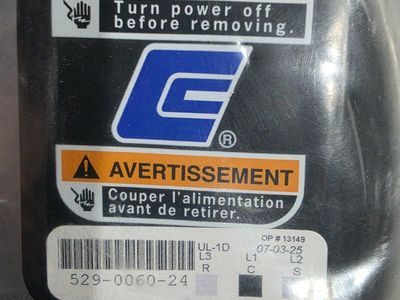 Turn power off
before removing.
®
⚠ AVERTISSEMENT
Couper l'alimentation
avant de retirer.
OP # 13149
UL-1D 07-03-25
L3 L1 L2
R C S
529-0060-24